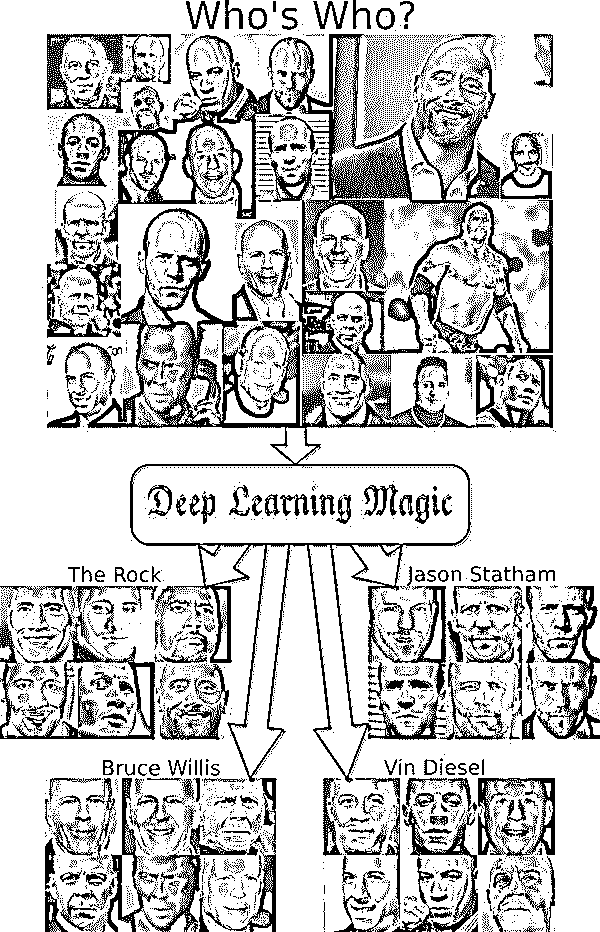 Who's Who?
Deep Learning Magic
The Rock
Jason Statham
Bruce Willis
Vin Diesel